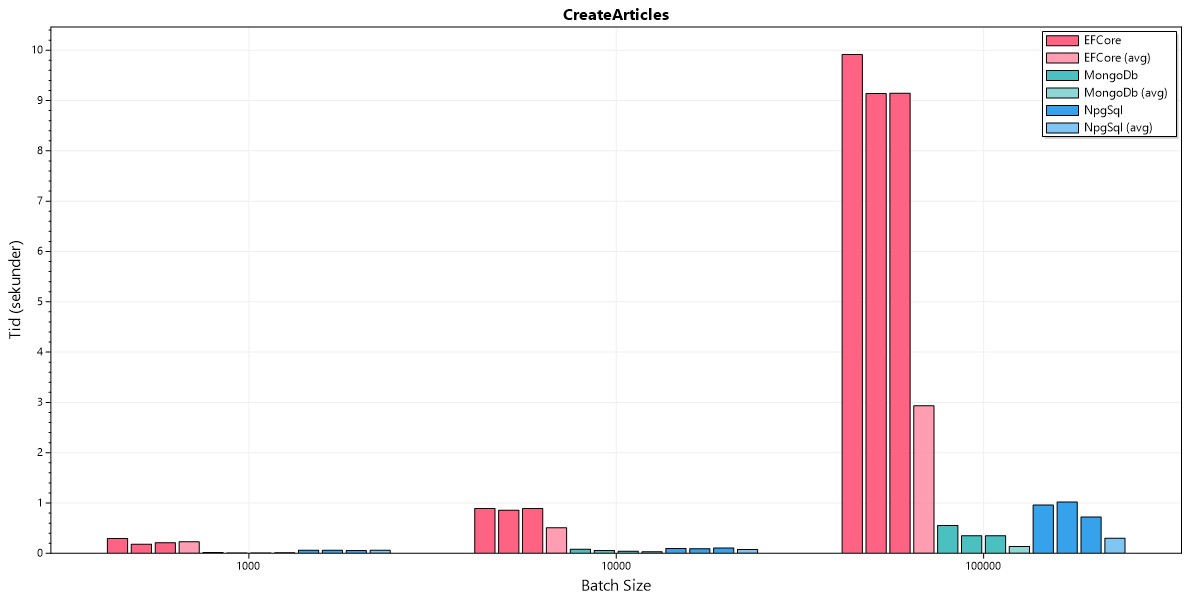 CreateArticles
EFCore
EFCore (avg)
MongoDb
MongoDb (avg)
NpgSql
NpgSql (avg)
Tid (sekunder)
10
9
8
7
6
5
4
3
2
1
0
1000
10000
100000
Batch Size